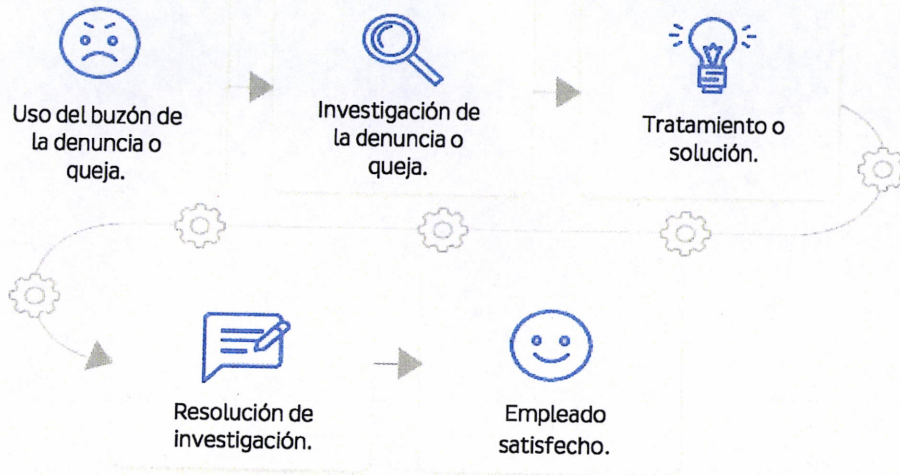 Uso del buzón de
la denuncia o
queja.
Investigación de
la denuncia o
queja.
Tratamiento o
solución.
Resolución de
investigación.
Empleado
satisfecho.